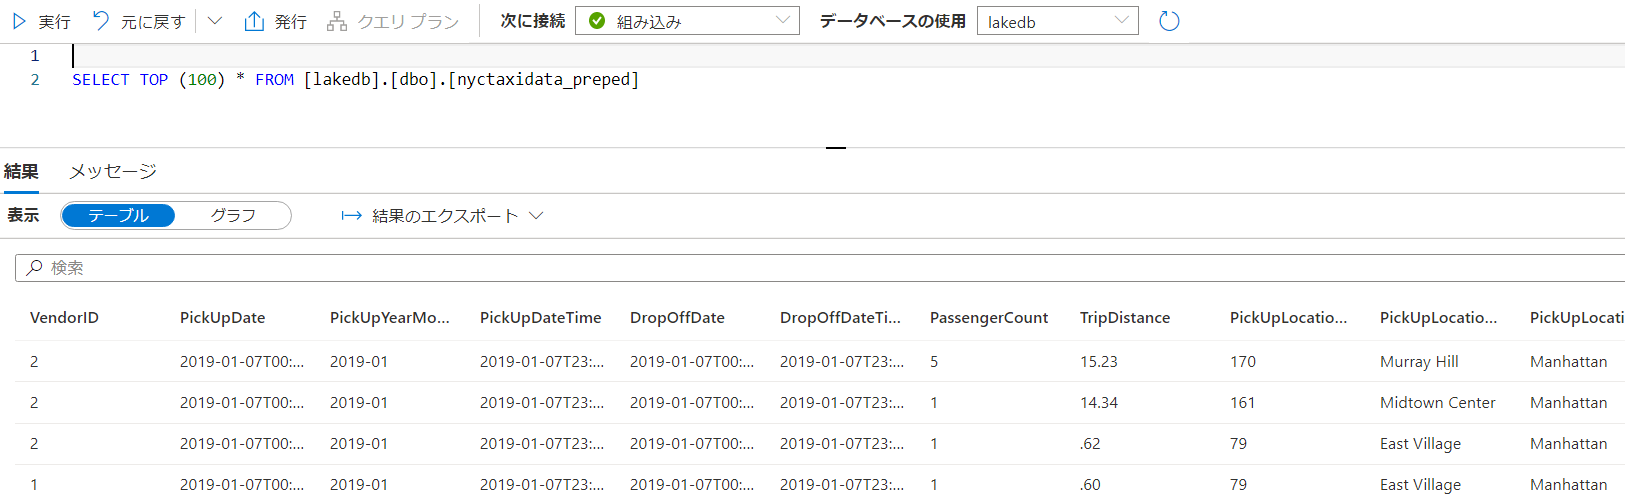 実行 元に戻す 発行 クエリ プラン 次に接続 組み込み データベースの使用 lakedb
1
2 SELECT TOP (100) * FROM [lakedb].[dbo].[nyctaxidata_preped]
結果 メッセージ
表示 テーブル グラフ 結果のエクスポート
検索
VendorID PickUpDate PickUpYearMo... PickUpDateTime DropOffDate DropOffDateTi... PassengerCount TripDistance PickUpLocatio... PickUpLocatio... PickUpLocati
2 2019-01-07T00:... 2019-01 2019-01-07T23:... 2019-01-07T00:... 2019-01-07T23:... 5 15.23 170 Murray Hill Manhattan
2 2019-01-07T00:... 2019-01 2019-01-07T23:... 2019-01-07T00:... 2019-01-07T23:... 1 14.34 161 Midtown Center Manhattan
2 2019-01-07T00:... 2019-01 2019-01-07T23:... 2019-01-07T00:... 2019-01-07T23:... 1 .62 79 East Village Manhattan
1 2019-01-07T00:... 2019-01 2019-01-07T23:... 2019-01-07T00:... 2019-01-07T23:... 1 .60 79 East Village Manhattan